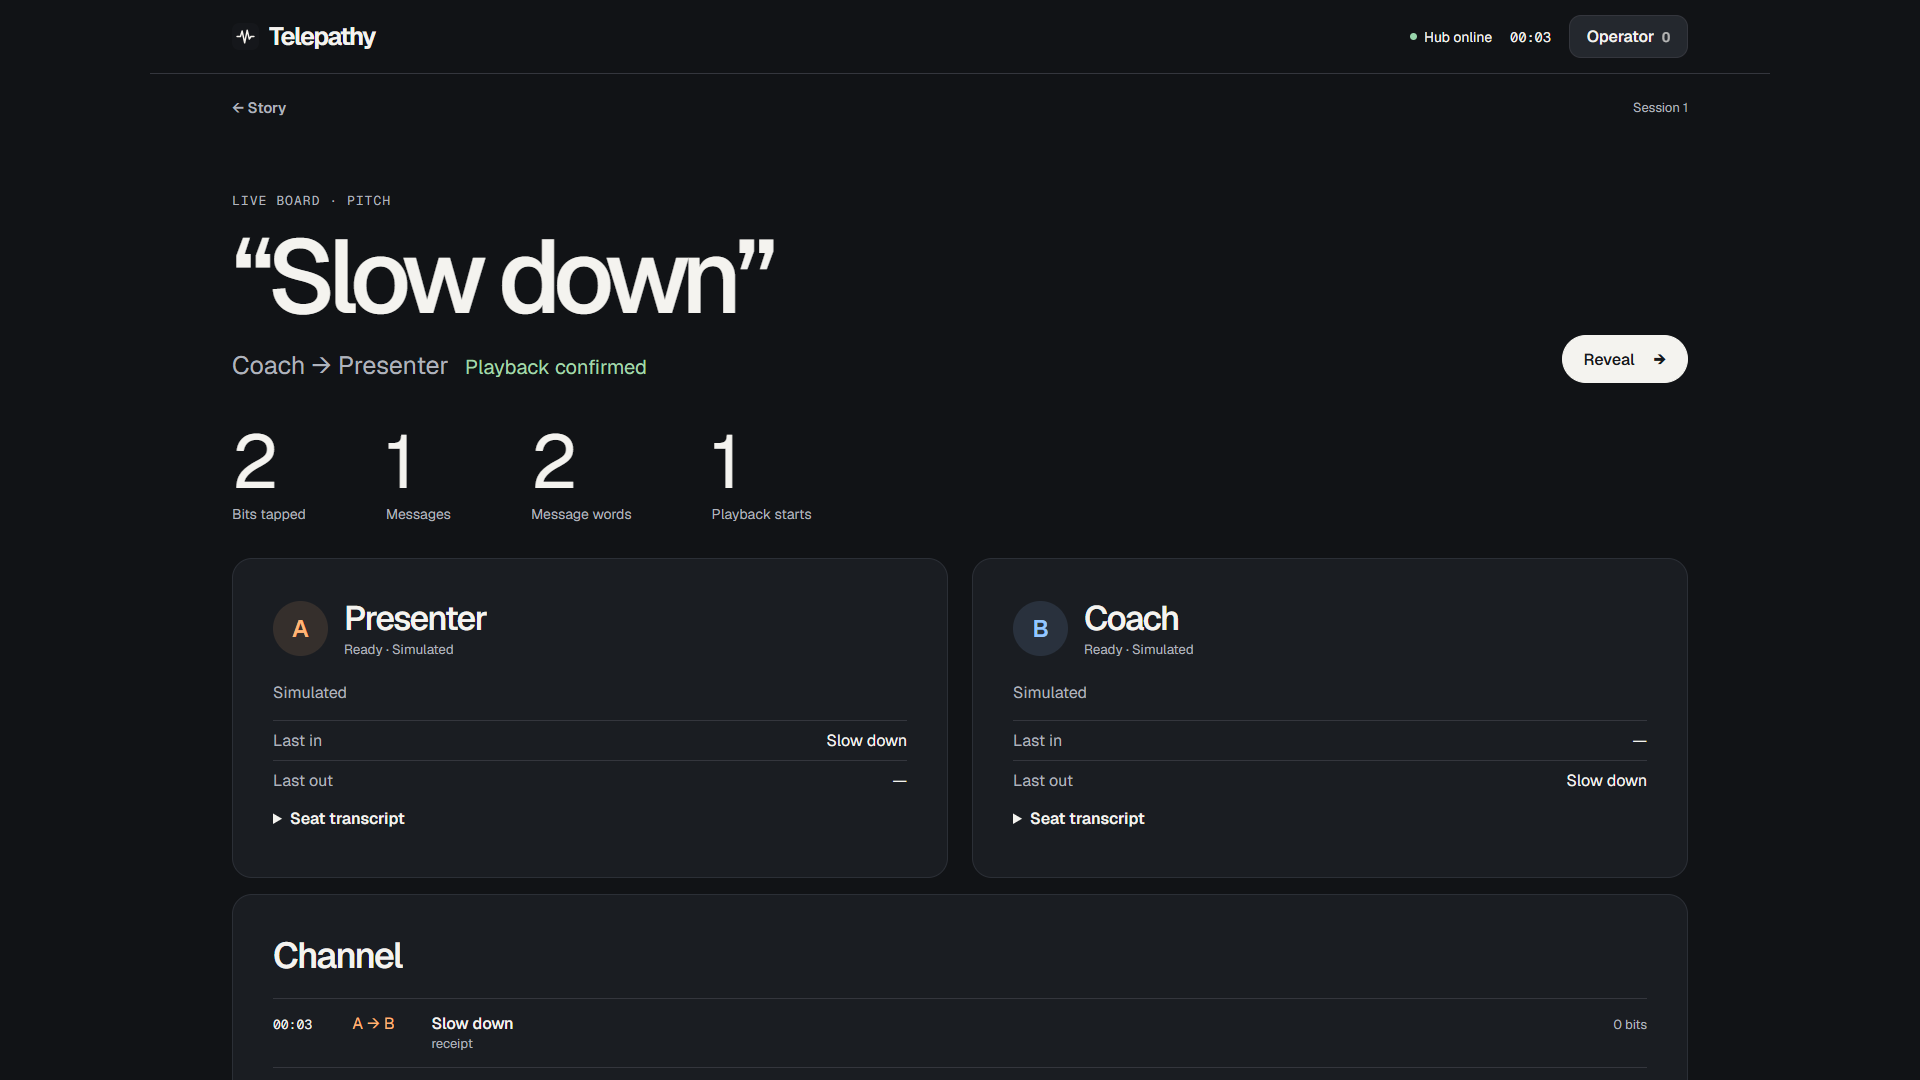 Telepathy
Hub online 00:03 Operator 0
← Story
Session 1
LIVE BOARD · PITCH
“Slow down”
Coach → Presenter Playback confirmed
Reveal →
2 1 2 1
Bits tapped Messages Message words Playback starts
A Presenter
Ready · Simulated
Simulated
Last in Slow down
Last out —
▶ Seat transcript
B Coach
Ready · Simulated
Simulated
Last in —
Last out Slow down
▶ Seat transcript
Channel
00:03 A → B Slow down 0 bits
receipt